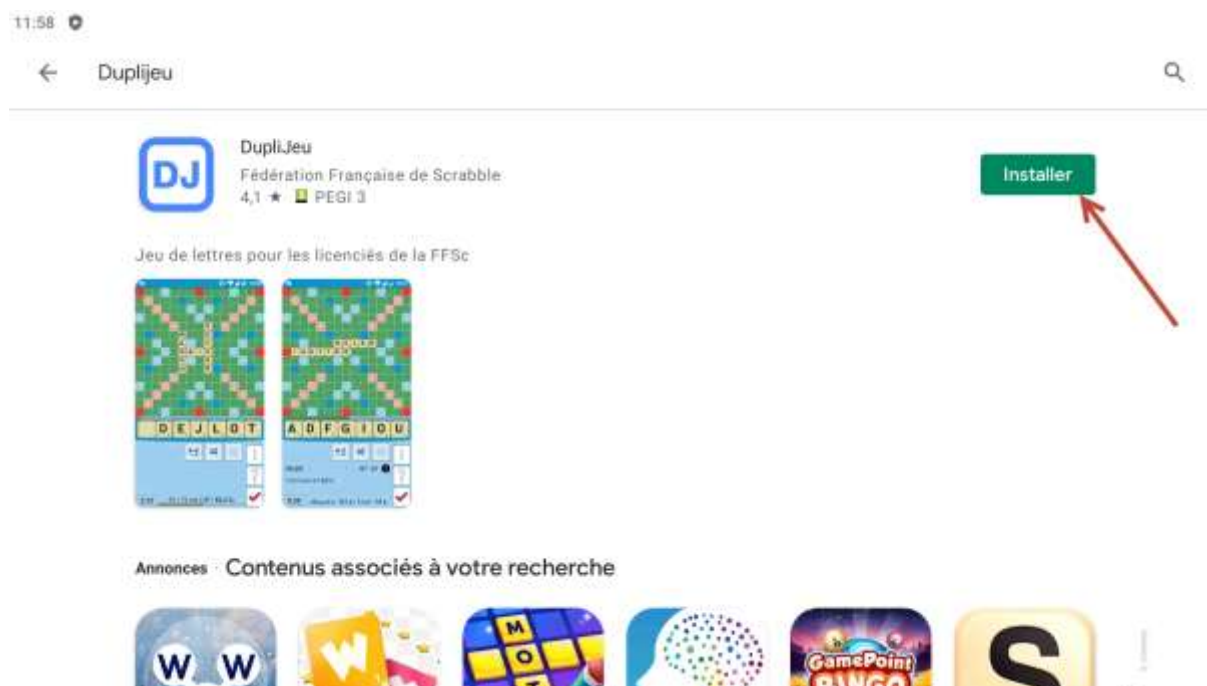 11:58
Duplijeu
DJ
DupliJeu
Fédération Française de Scrabble
4,1 ★ PEGI 3
Installer
Jeu de lettres pour les licenciés de la FFSc
D E J L O T
A D F G I O U
Annonces · Contenus associés à votre recherche
W W
W
M
O
GamePoint
BINGO
S